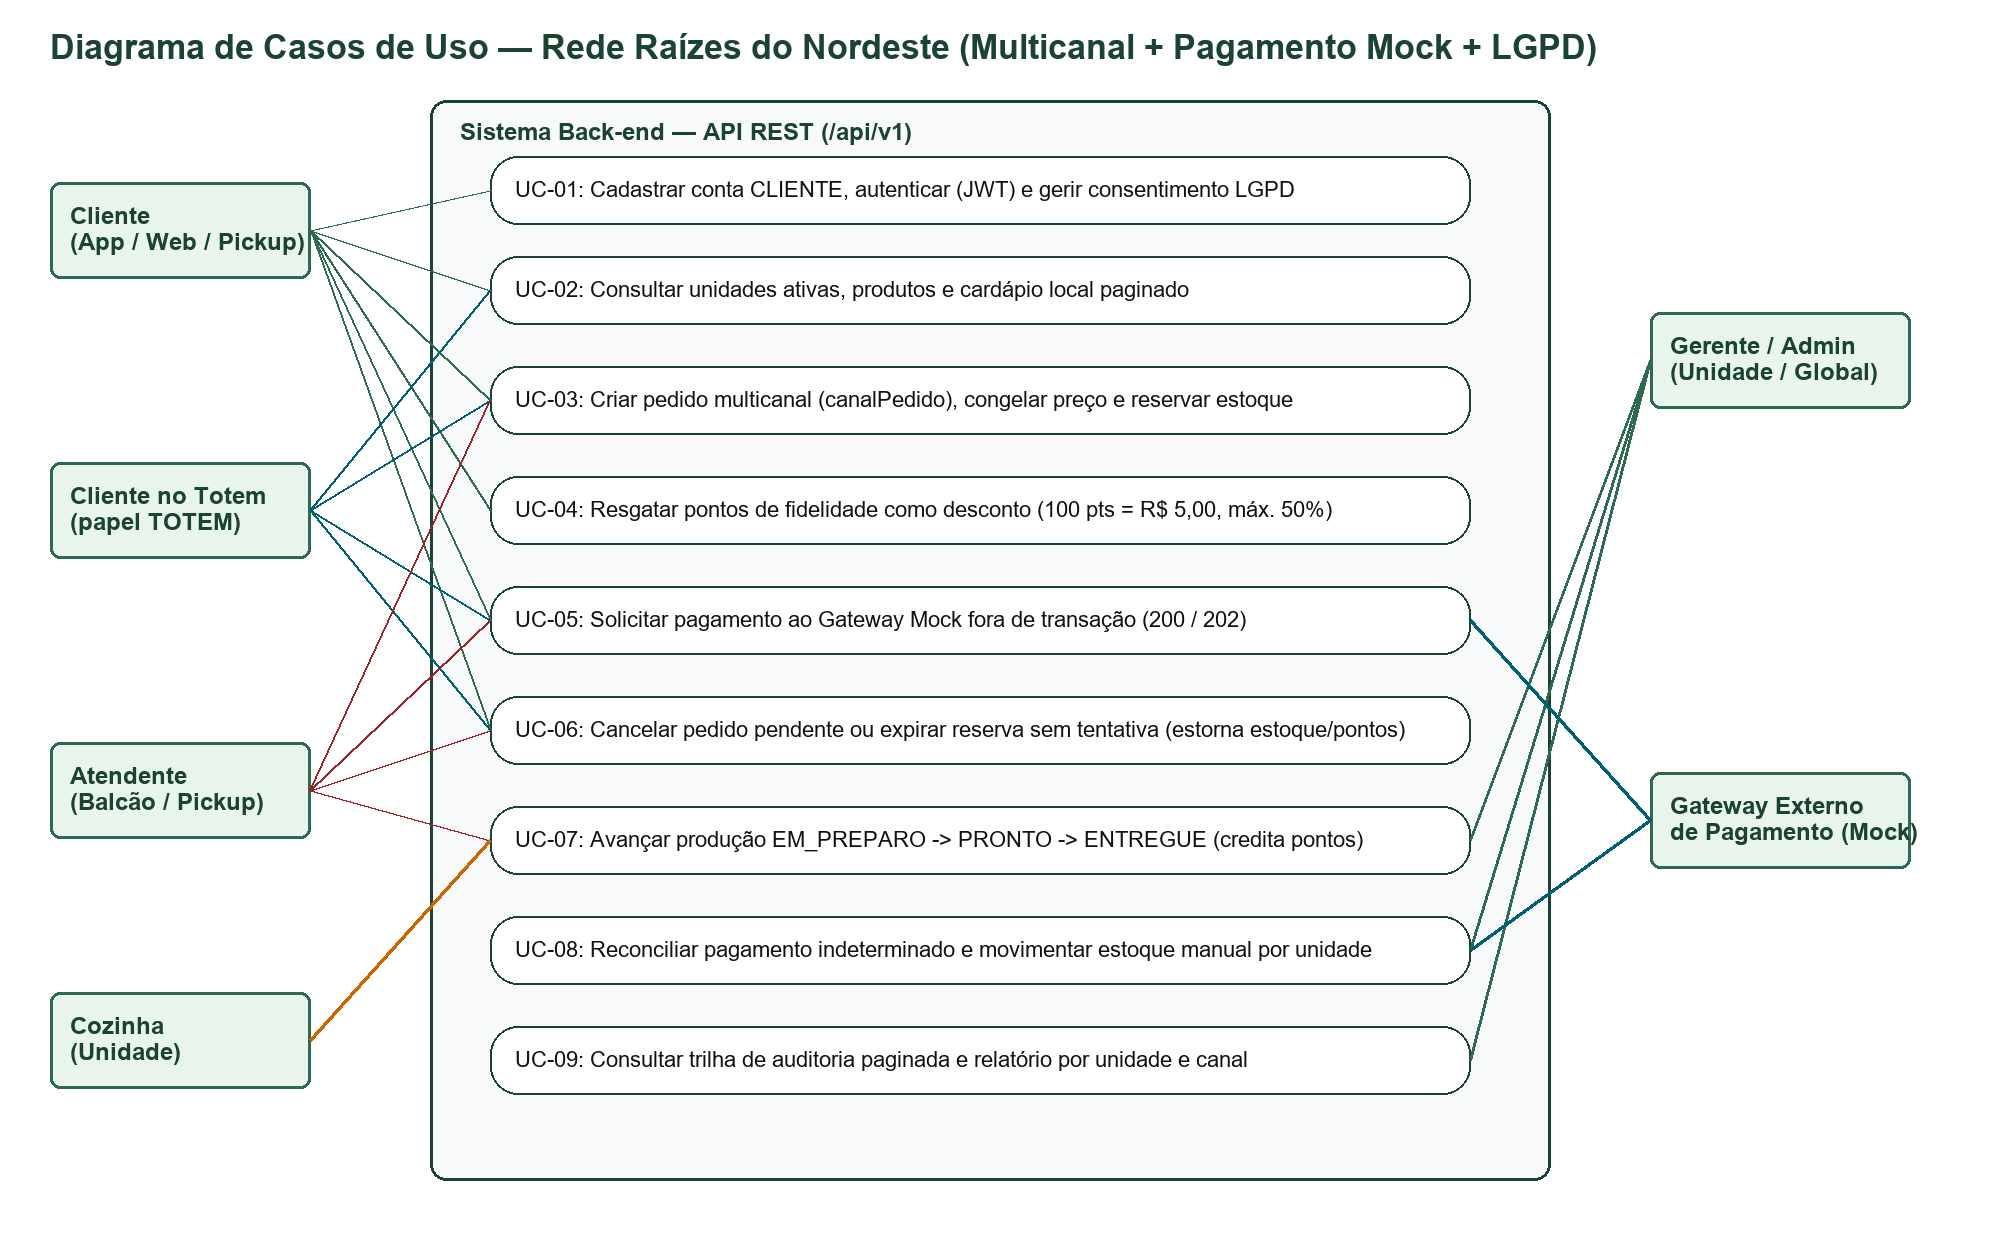 Diagrama de Casos de Uso — Rede Raízes do Nordeste (Multicanal + Pagamento Mock + LGPD)
Sistema Back-end — API REST (/api/v1)
Cliente
(App / Web / Pickup)
Cliente no Totem
(papel TOTEM)
Atendente
(Balcão / Pickup)
Cozinha
(Unidade)
UC-01: Cadastrar conta CLIENTE, autenticar (JWT) e gerir consentimento LGPD
UC-02: Consultar unidades ativas, produtos e cardápio local paginado
UC-03: Criar pedido multicanal (canalPedido), congelar preço e reservar estoque
UC-04: Resgatar pontos de fidelidade como desconto (100 pts = R$ 5,00, máx. 50%)
UC-05: Solicitar pagamento ao Gateway Mock fora de transação (200 / 202)
UC-06: Cancelar pedido pendente ou expirar reserva sem tentativa (estorna estoque/pontos)
UC-07: Avançar produção EM_PREPARO -> PRONTO -> ENTREGUE (credita pontos)
UC-08: Reconciliar pagamento indeterminado e movimentar estoque manual por unidade
UC-09: Consultar trilha de auditoria paginada e relatório por unidade e canal
Gerente / Admin
(Unidade / Global)
Gateway Externo
de Pagamento (Mock)